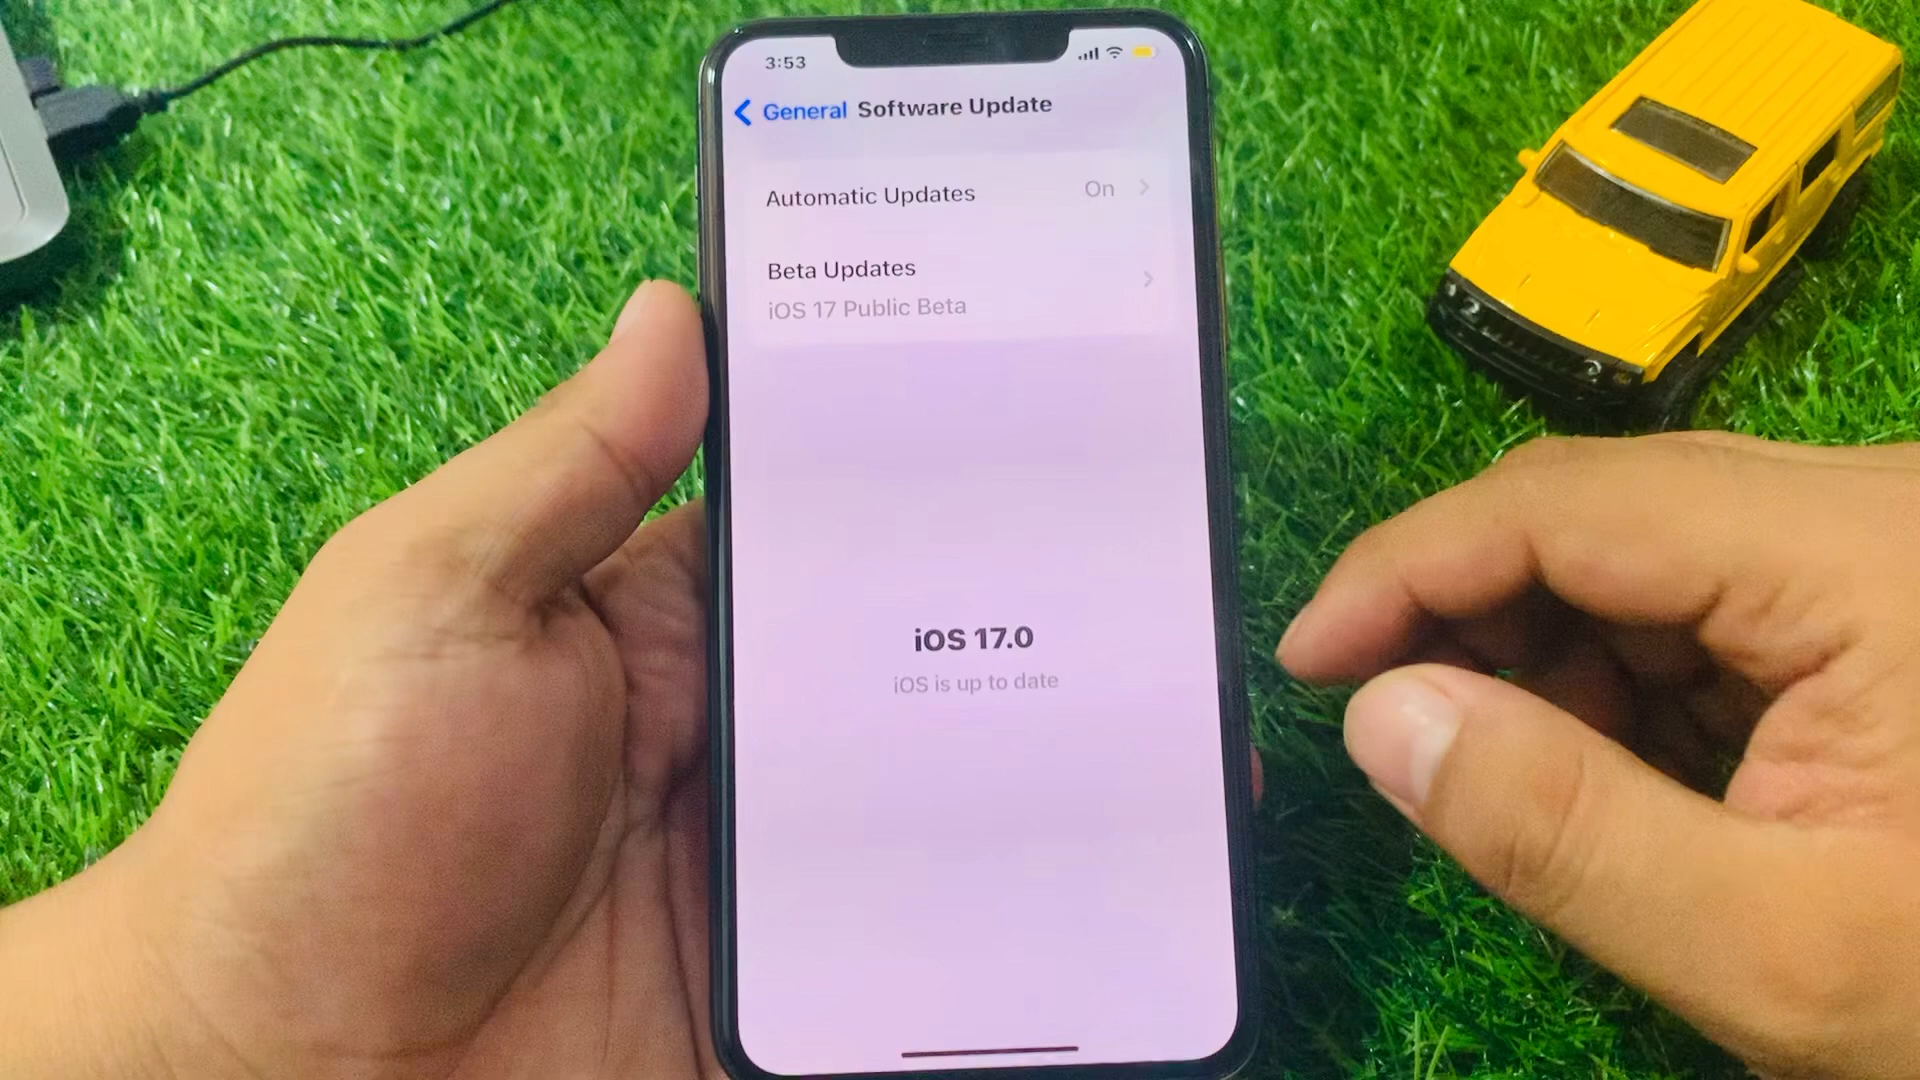 3:53
General Software Update
Automatic Updates On
Beta Updates
iOS 17 Public Beta
iOS 17.0
iOS is up to date